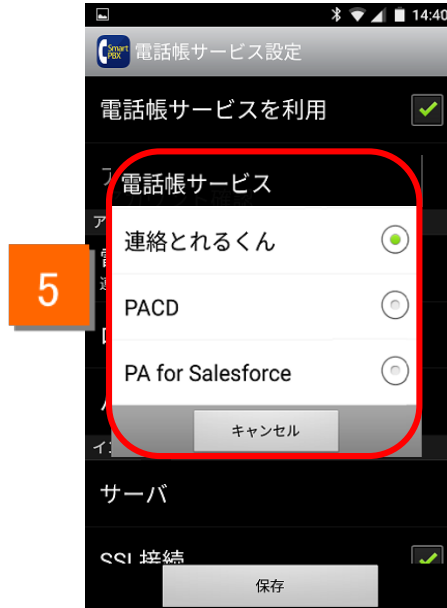 14:40
Smart
PBX
電話帳サービス設定
電話帳サービスを利用
電話帳サービス
連絡とれるくん
5
PACD
PA for Salesforce
キャンセル
サーバ
SSL接続
保存